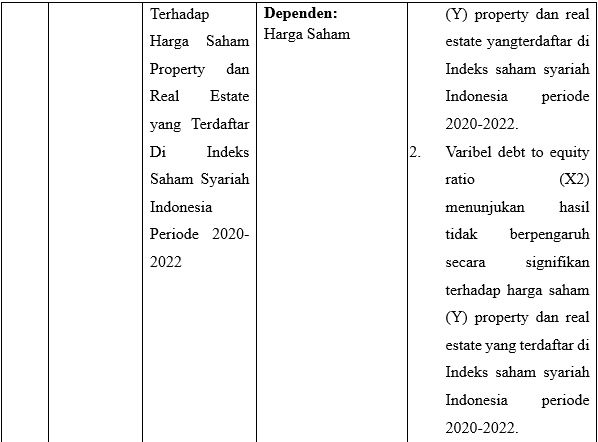 Terhadap
Harga Saham
Property dan
Real Estate
yang Terdaftar
Di Indeks
Saham Syariah
Indonesia
Periode 2020-
2022
Dependen:
Harga Saham
(Y) property dan real
estate yangterdaftar di
Indeks saham syariah
Indonesia periode
2020-2022.
2. Varibel debt to equity
ratio (X2)
menunjukan hasil
tidak berpengaruh
secara signifikan
terhadap harga saham
(Y) property dan real
estate yang terdaftar di
Indeks saham syariah
Indonesia periode
2020-2022.